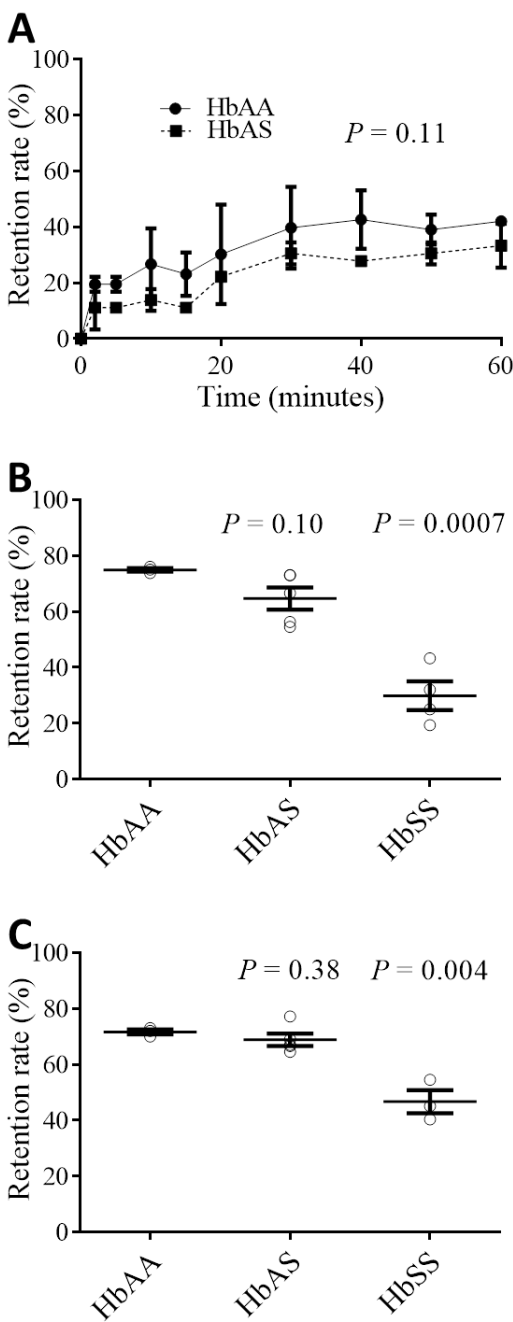 A
100
80
60
40
20
0
Retention rate (%)
HbAA
HbAS
P = 0.11
0 20 40 60
Time (minutes)
B
100
80
60
40
20
0
Retention rate (%)
P = 0.10 P = 0.0007
HbAA HbAS HbSS
C
100
80
60
40
20
0
Retention rate (%)
P = 0.38 P = 0.004
HbAA HbAS HbSS